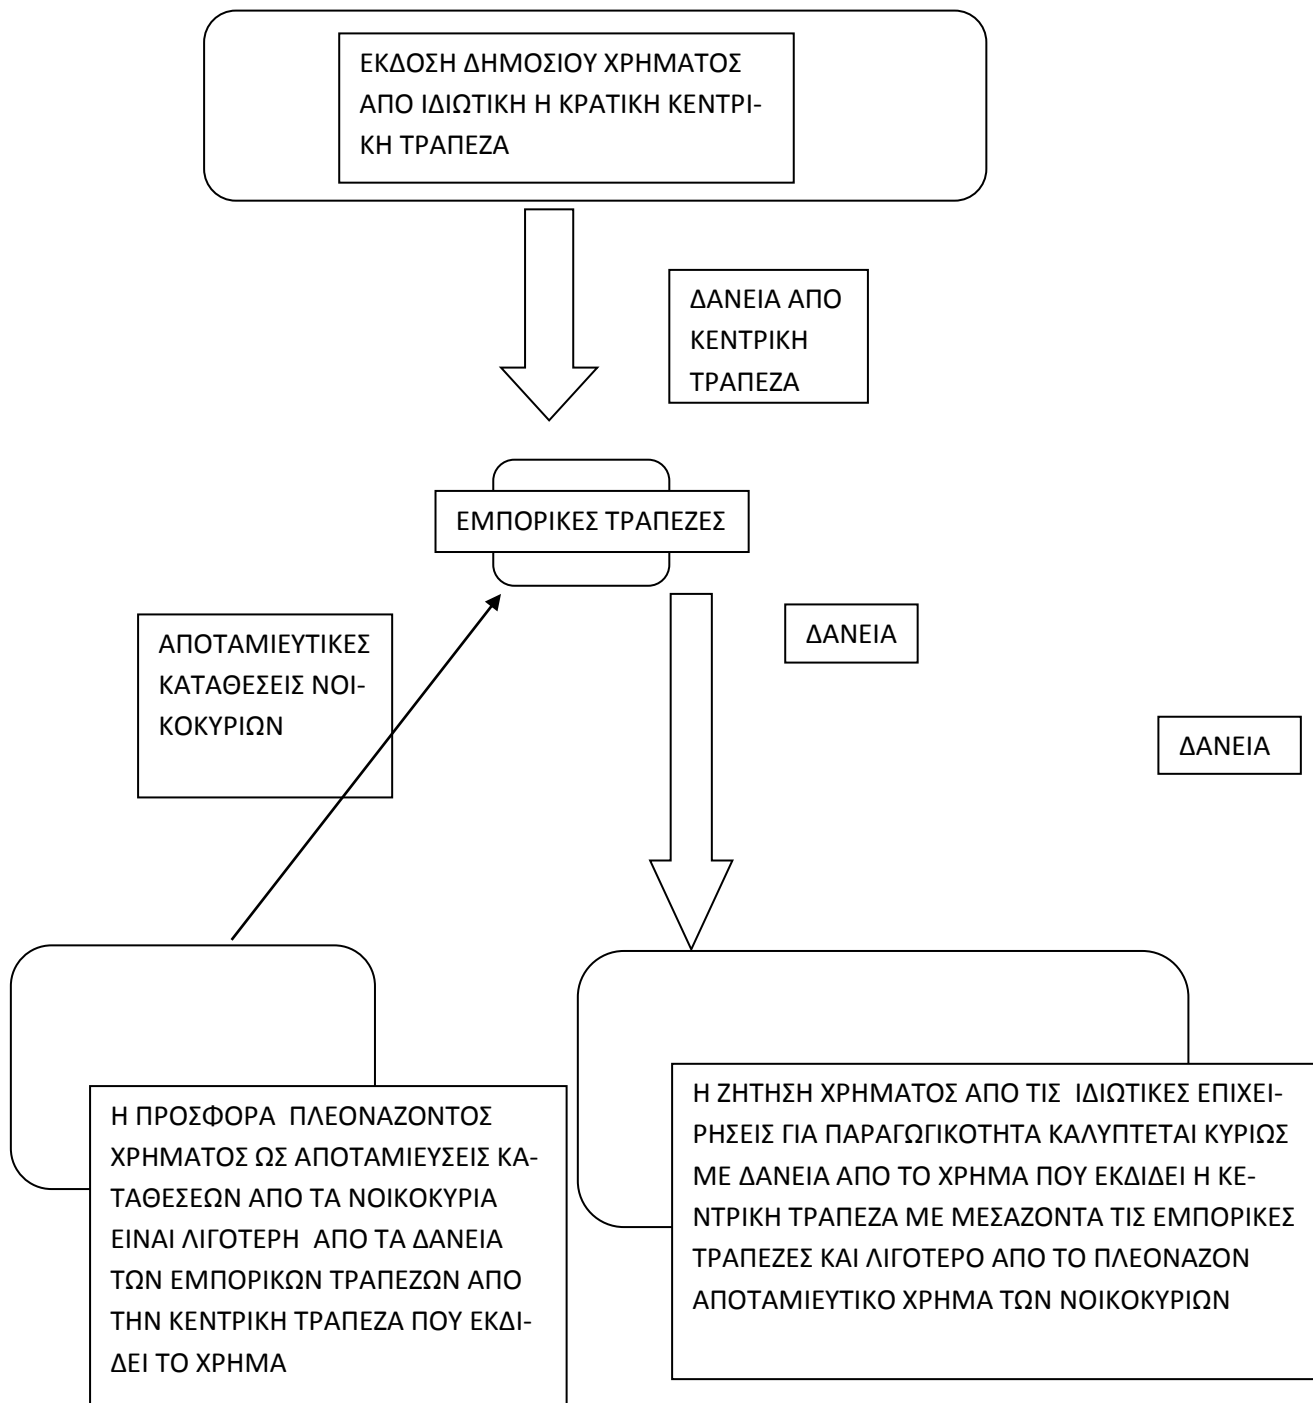 ΕΚΔΟΣΗ ΔΗΜΟΣΙΟΥ ΧΡΗΜΑΤΟΣ
ΑΠΟ ΙΔΙΩΤΙΚΗ Η ΚΡΑΤΙΚΗ ΚΕΝΤΡΙ-
ΚΗ ΤΡΑΠΕΖΑ
ΔΑΝΕΙΑ ΑΠΟ
ΚΕΝΤΡΙΚΗ
ΤΡΑΠΕΖΑ
ΕΜΠΟΡΙΚΕΣ ΤΡΑΠΕΖΕΣ
ΑΠΟΤΑΜΙΕΥΤΙΚΕΣ
ΚΑΤΑΘΕΣΕΙΣ ΝΟΙ-
ΚΟΚΥΡΙΩΝ
ΔΑΝΕΙΑ
ΔΑΝΕΙΑ
Η ΠΡΟΣΦΟΡΑ ΠΛΕΟΝΑΖΟΝΤΟΣ
ΧΡΗΜΑΤΟΣ ΩΣ ΑΠΟΤΑΜΙΕΥΣΕΙΣ ΚΑ-
ΤΑΘΕΣΕΩΝ ΑΠΟ ΤΑ ΝΟΙΚΟΚΥΡΙΑ
ΕΙΝΑΙ ΛΙΓΟΤΕΡΗ ΑΠΟ ΤΑ ΔΑΝΕΙΑ
ΤΩΝ ΕΜΠΟΡΙΚΩΝ ΤΡΑΠΕΖΩΝ ΑΠΟ
ΤΗΝ ΚΕΝΤΡΙΚΗ ΤΡΑΠΕΖΑ ΠΟΥ ΕΚΔΙ-
ΔΕΙ ΤΟ ΧΡΗΜΑ
Η ΖΗΤΗΣΗ ΧΡΗΜΑΤΟΣ ΑΠΟ ΤΙΣ ΙΔΙΩΤΙΚΕΣ ΕΠΙΧΕΙ-
ΡΗΣΕΙΣ ΓΙΑ ΠΑΡΑΓΩΓΙΚΟΤΗΤΑ ΚΑΛΥΠΤΕΤΑΙ ΚΥΡΙΩΣ
ΜΕ ΔΑΝΕΙΑ ΑΠΟ ΤΟ ΧΡΗΜΑ ΠΟΥ ΕΚΔΙΔΕΙ Η ΚΕ-
ΝΤΡΙΚΗ ΤΡΑΠΕΖΑ ΜΕ ΜΕΣΑΖΟΝΤΑ ΤΙΣ ΕΜΠΟΡΙΚΕΣ
ΤΡΑΠΕΖΕΣ ΚΑΙ ΛΙΓΟΤΕΡΟ ΑΠΟ ΤΟ ΠΛΕΟΝΑΖΟΝ
ΑΠΟΤΑΜΙΕΥΤΙΚΟ ΧΡΗΜΑ ΤΩΝ ΝΟΙΚΟΚΥΡΙΩΝ